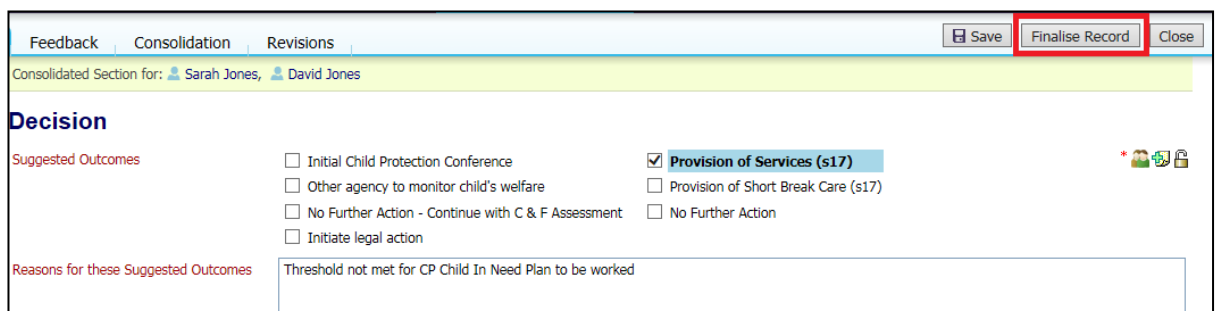 Feedback Consolidation Revisions Save Finalise Record Close
Consolidated Section for: Sarah Jones, David Jones
Decision
Suggested Outcomes Initial Child Protection Conference Provision of Services (s17) *
Other agency to monitor child's welfare Provision of Short Break Care (s17)
No Further Action - Continue with C & F Assessment No Further Action
Initiate legal action
Reasons for these Suggested Outcomes Threshold not met for CP Child In Need Plan to be worked